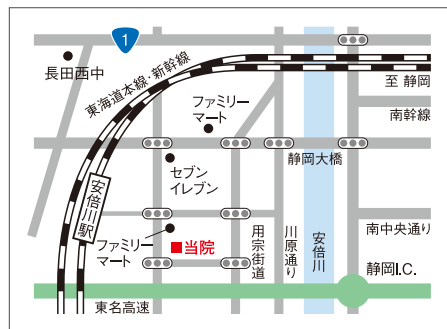 1
長田西中
東海道本線・新幹線
至 静岡
ファミリー
マート
南幹線
静岡大橋
セブン
イレブン
安倍川駅
ファミリー
マート
当院
用宗街道
川原通り
安倍川
南中央通り
静岡I.C.
東名高速